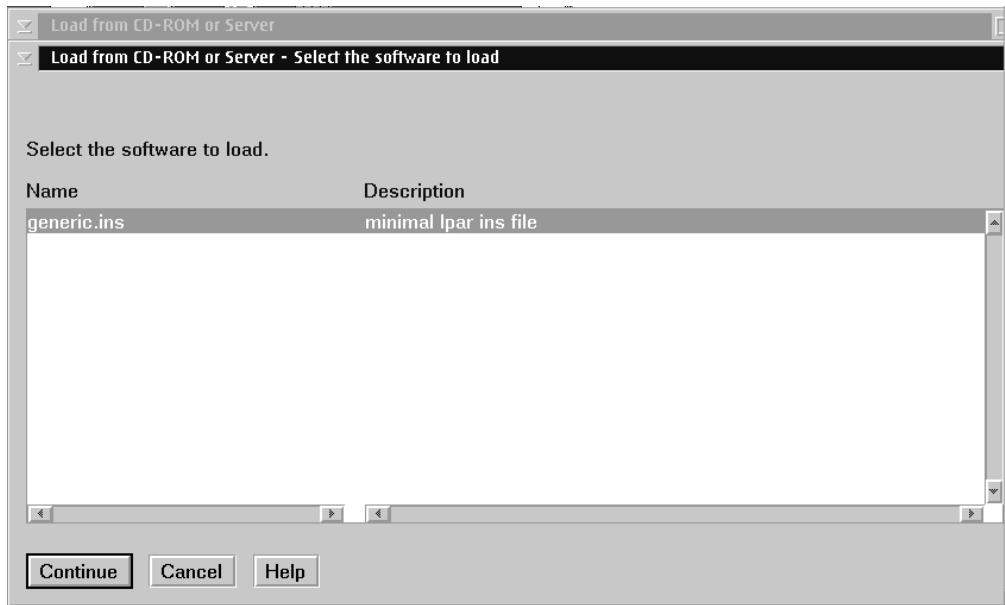 Load from CD-ROM or Server
Load from CD-ROM or Server - Select the software to load
Select the software to load.
Name Description
generic.ins minimal lpar ins file
Continue Cancel Help